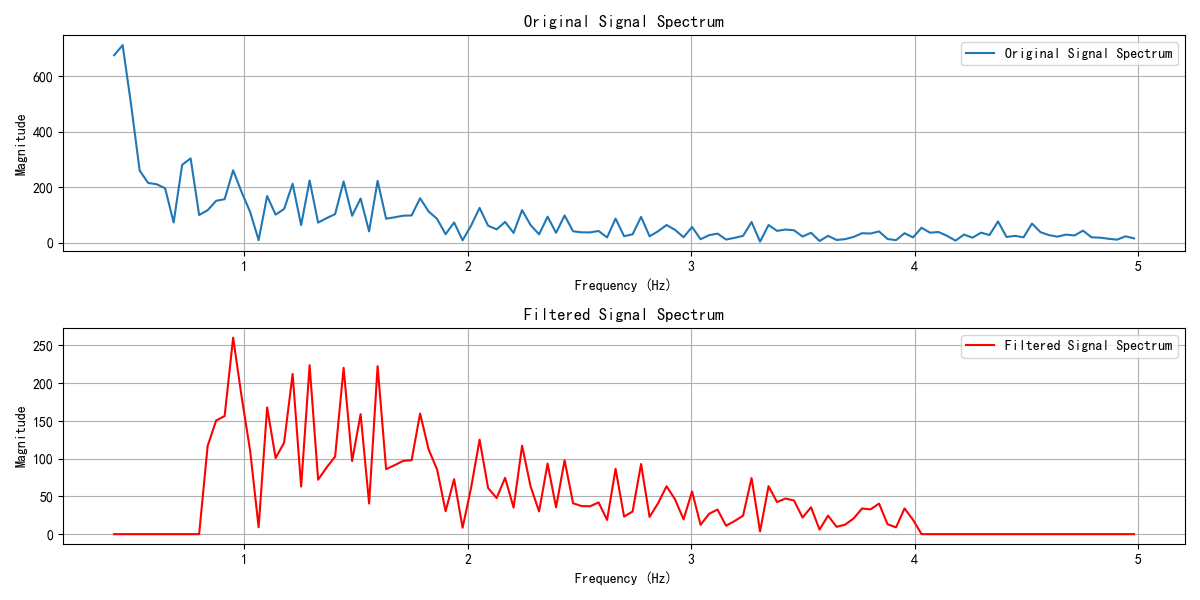 Original Signal Spectrum
Original Signal Spectrum
Magnitude
600
400
200
0
1
2
3
4
5
Frequency (Hz)
Filtered Signal Spectrum
Filtered Signal Spectrum
Magnitude
250
200
150
100
50
0
1
2
3
4
5
Frequency (Hz)